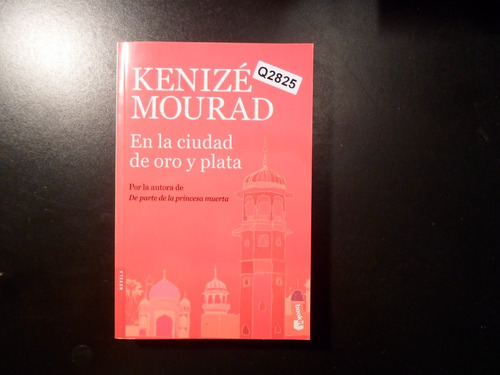 KENIZÉ
MOURAD
Q2825
En la ciudad
de oro y plata
Por la autora de
De parte de la princesa muerta
booket